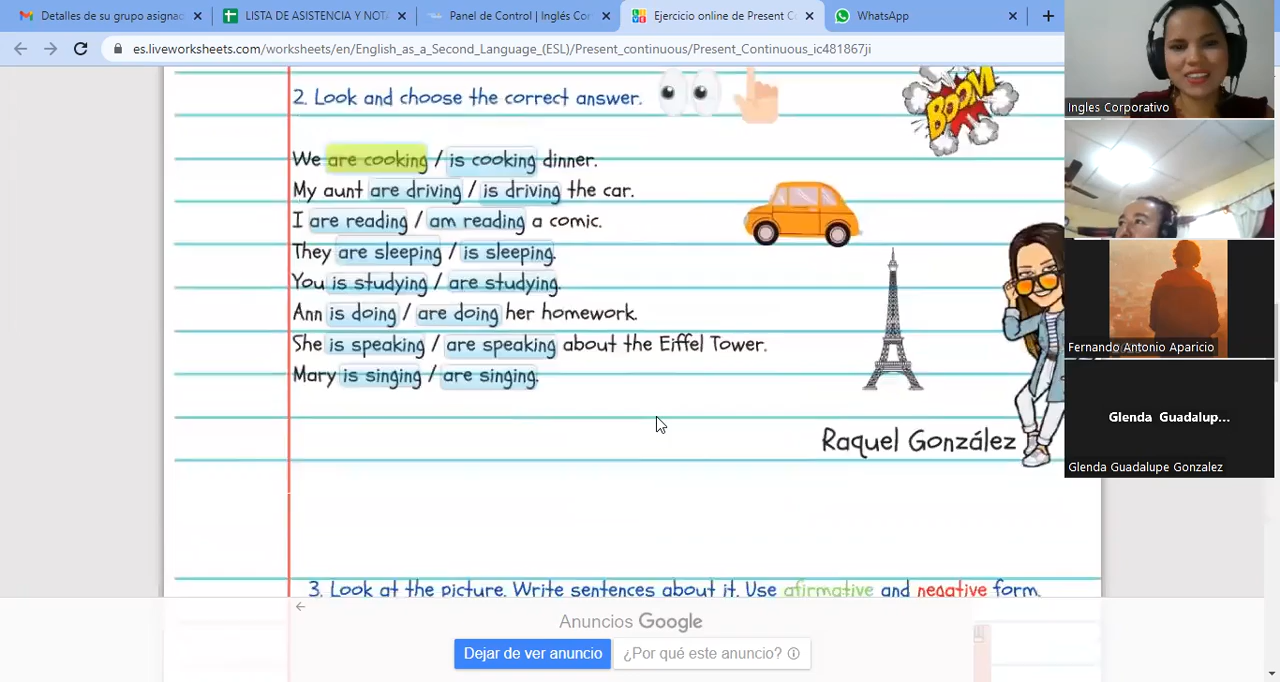 Detalles de su grupo asignac
LISTA DE ASISTENCIA Y NOT
Panel de Control | Inglés Cor
Ejercicio online de Present C
WhatsApp
es.liveworksheets.com/worksheets/en/English_as_a_Second_Language_(ESL)/Present_continuous/Present_Continuous_ic481867ji
2. Look and choose the correct answer.
BOOM
We are cooking / is cooking dinner.
My aunt are driving / is driving the car.
I are reading / am reading a comic.
They are sleeping / is sleeping.
You is studying / are studying.
Ann is doing / are doing her homework.
She is speaking / are speaking about the Eiffel Tower.
Mary is singing / are singing.
Raquel González
3. Look at the picture. Write sentences about it. Use afirmative and negative form.
Anuncios Google
Dejar de ver anuncio
¿Por qué este anuncio?
Ingles Corporativo
Fernando Antonio Aparicio
Glenda Guadalup...
Glenda Guadalupe Gonzalez